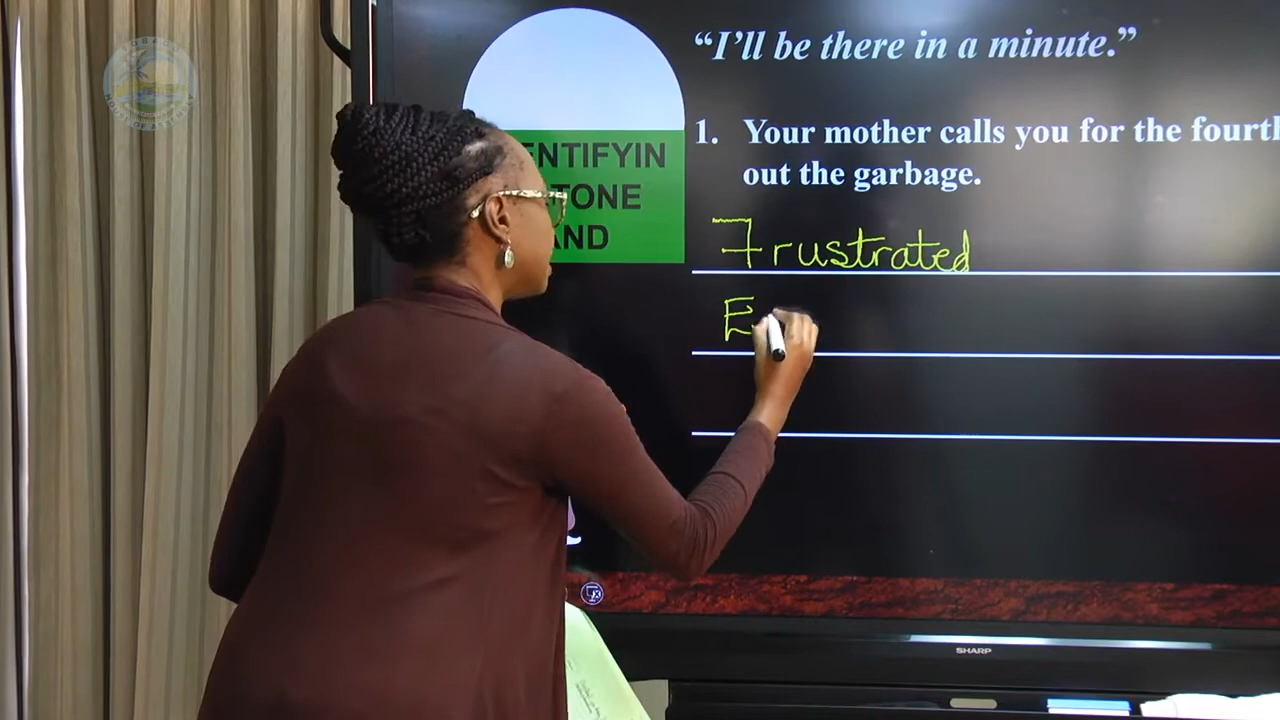 “I’ll be there in a minute.”
1. Your mother calls you for the fourth
out the garbage.
ENTIFYIN
TONE
AND
Frustrated
E
SHARP